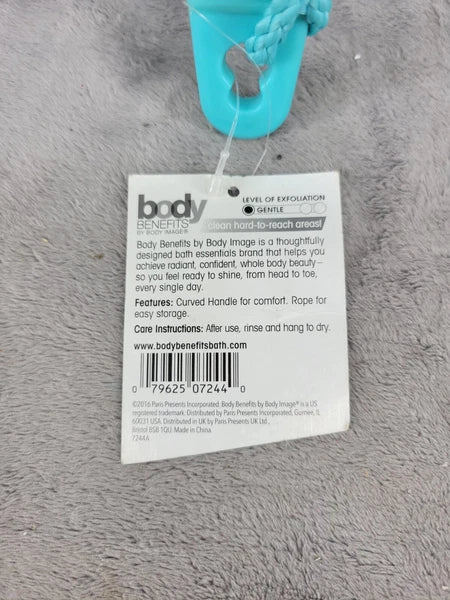 body
BENEFITS
BY BODY IMAGE®
LEVEL OF EXFOLIATION
GENTLE
clean hard-to-reach areas!
Body Benefits by Body Image is a thoughtfully
designed bath essentials brand that helps you
achieve radiant, confident, whole body beauty–
so you feel ready to shine, from head to toe,
every single day.
Features: Curved Handle for comfort. Rope for
easy storage.
Care Instructions: After use, rinse and hang to dry.
www.bodybenefitsbath.com
0 79625 07244 0
©2016 Paris Presents Incorporated. Body Benefits by Body Image® is a US
registered trademark. Distributed by Paris Presents Incorporated, Gurnee, IL
60031 USA. Distributed in UK by Paris Presents UK Ltd.,
Bristol BS8 1QU. Made in China.
7244A